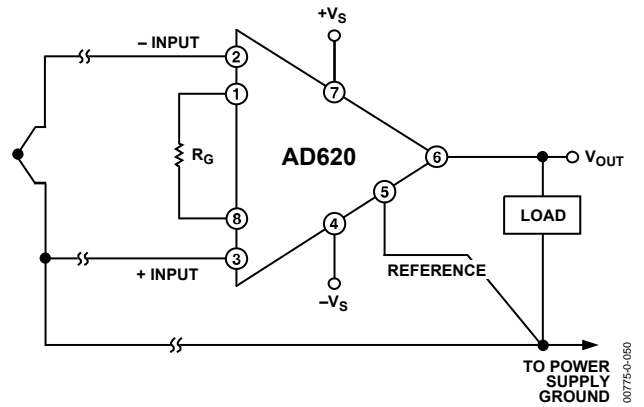 +VS
– INPUT
2
1
7
RG
AD620
6
VOUT
5
LOAD
8
4
3
REFERENCE
+ INPUT
–VS
TO POWER
SUPPLY
GROUND
00775-0-050